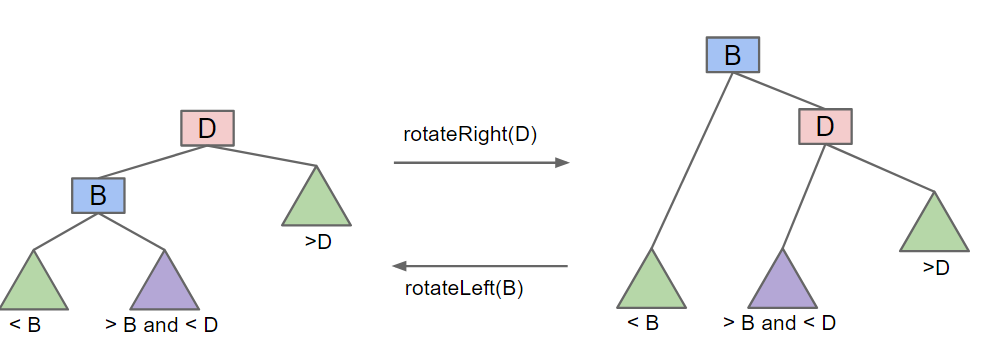 B
D
rotateRight(D)
D
B
>D
>D
rotateLeft(B)
< B
> B and < D
< B
> B and < D